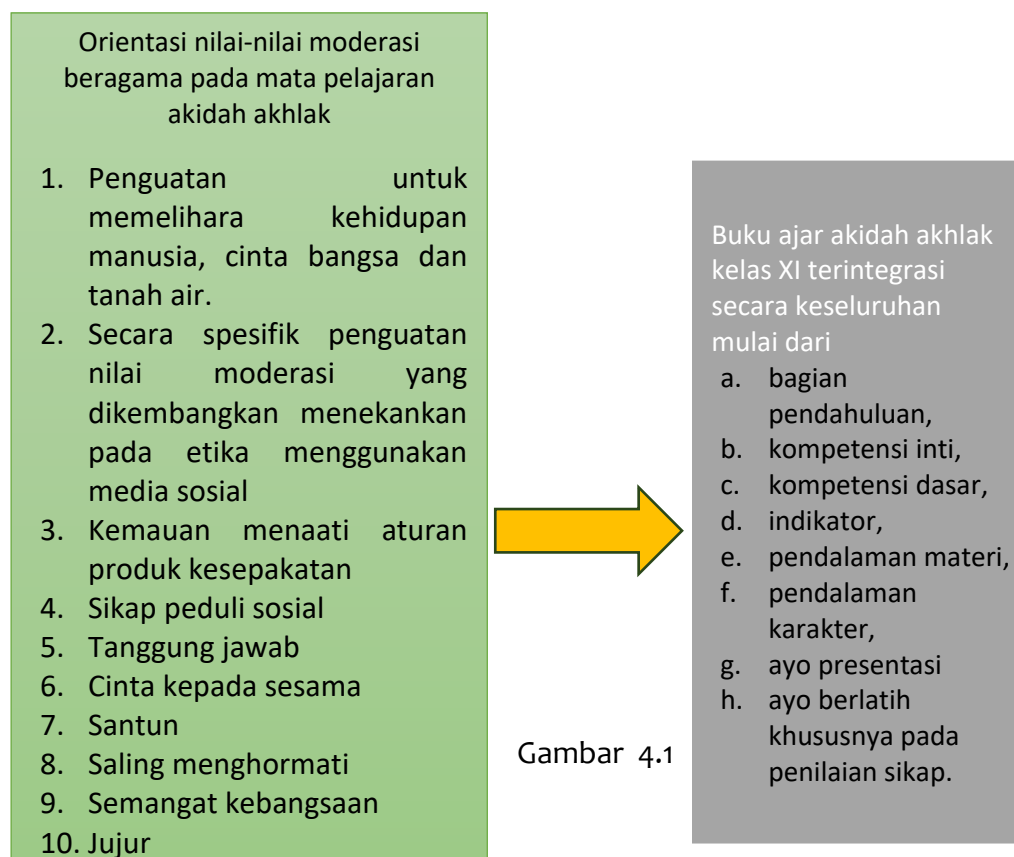 Orientasi nilai-nilai moderasi
beragama pada mata pelajaran
akidah akhlak
1. Penguatan untuk
memelihara kehidupan
manusia, cinta bangsa dan
tanah air.
2. Secara spesifik penguatan
nilai moderasi yang
dikembangkan menekankan
pada etika menggunakan
media sosial
3. Kemauan menaati aturan
produk kesepakatan
4. Sikap peduli sosial
5. Tanggung jawab
6. Cinta kepada sesama
7. Santun
8. Saling menghormati
9. Semangat kebangsaan
10. Jujur
Buku ajar akidah akhlak
kelas XI terintegrasi
secara keseluruhan
mulai dari
a. bagian
pendahuluan,
b. kompetensi inti,
c. kompetensi dasar,
d. indikator,
e. pendalaman materi,
f. pendalaman
karakter,
g. ayo presentasi
h. ayo berlatih
khususnya pada
penilaian sikap.
Gambar 4.1